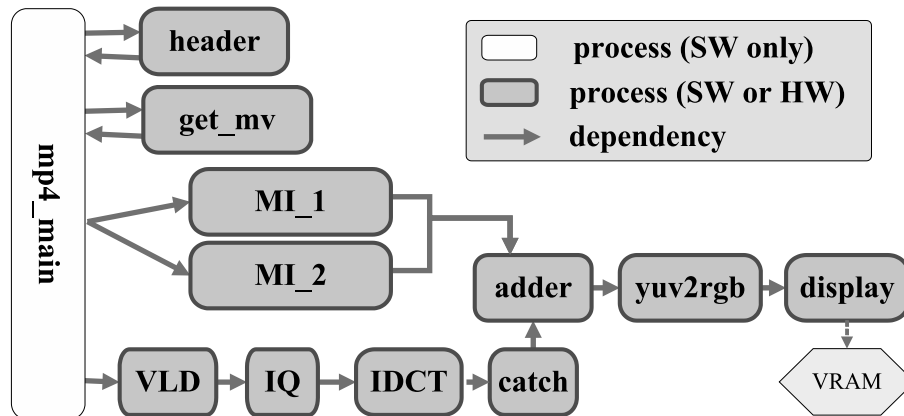 mp4_main
header
get_mv
MI_1
MI_2
VLD
IQ
IDCT
catch
adder
yuv2rgb
display
VRAM
process (SW only)
process (SW or HW)
dependency